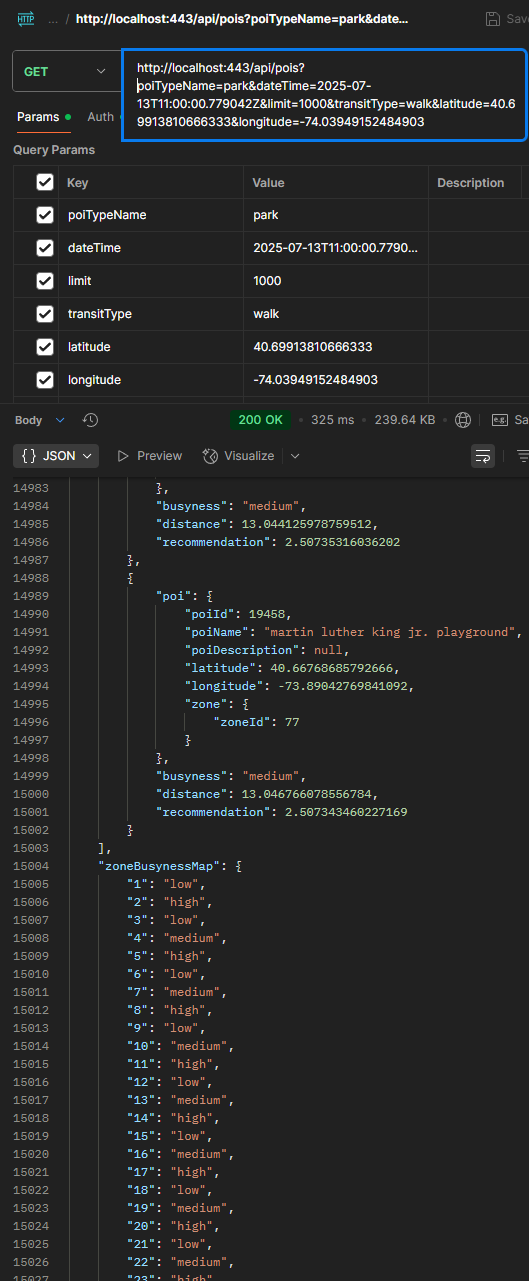 HTTP ... / http://localhost:443/api/pois?poiTypeName=park&date... Save
GET
http://localhost:443/api/pois?
poiTypeName=park&dateTime=2025-07-
13T11:00:00.779042Z&limit=1000&transitType=walk&latitude=40.6
9913810666333&longitude=-74.03949152484903
Params Auth
Query Params
Key Value Description
poiTypeName park
dateTime 2025-07-13T11:00:00.7790...
limit 1000
transitType walk
latitude 40.69913810666333
longitude -74.03949152484903
Body 200 OK 325 ms 239.64 KB e.g. Sa
{} JSON Preview Visualize
14983 },
14984 "busyness": "medium",
14985 "distance": 13.044125978759512,
14986 "recommendation": 2.50735316036202
14987 },
14988 {
14989 "poi": {
14990 "poiId": 19458,
14991 "poiName": "martin luther king jr. playground",
14992 "poiDescription": null,
14993 "latitude": 40.66768685792666,
14994 "longitude": -73.89042769841092,
14995 "zone": {
14996 "zoneId": 77
14997 }
14998 },
14999 "busyness": "medium",
15000 "distance": 13.046766078556784,
15001 "recommendation": 2.507343460227169
15002 }
15003 ],
15004 "zoneBusynessMap": {
15005 "1": "low",
15006 "2": "high",
15007 "3": "low",
15008 "4": "medium",
15009 "5": "high",
15010 "6": "low",
15011 "7": "medium",
15012 "8": "high",
15013 "9": "low",
15014 "10": "medium",
15015 "11": "high",
15016 "12": "low",
15017 "13": "medium",
15018 "14": "high",
15019 "15": "low",
15020 "16": "medium",
15021 "17": "high",
15022 "18": "low",
15023 "19": "medium",
15024 "20": "high",
15025 "21": "low",
15026 "22": "medium",
15027 "23": "high",